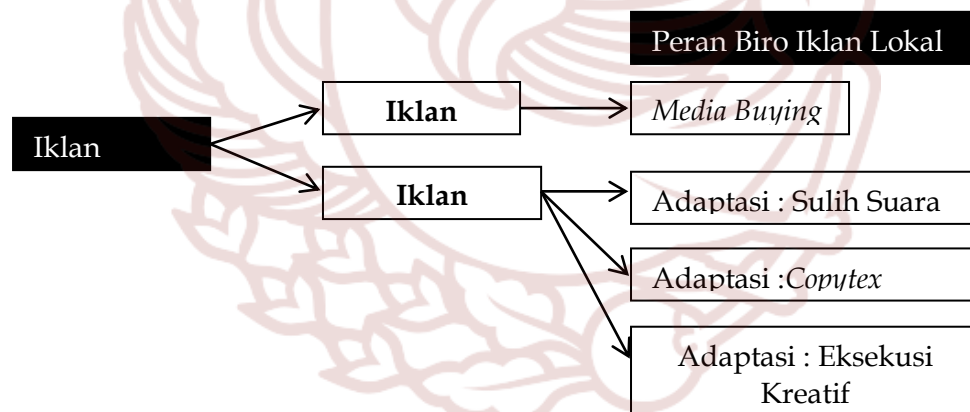 Peran Biro Iklan Lokal
Iklan
Media Buying
Iklan
Iklan
Adaptasi : Sulih Suara
Adaptasi :Copytex
Adaptasi : Eksekusi
Kreatif